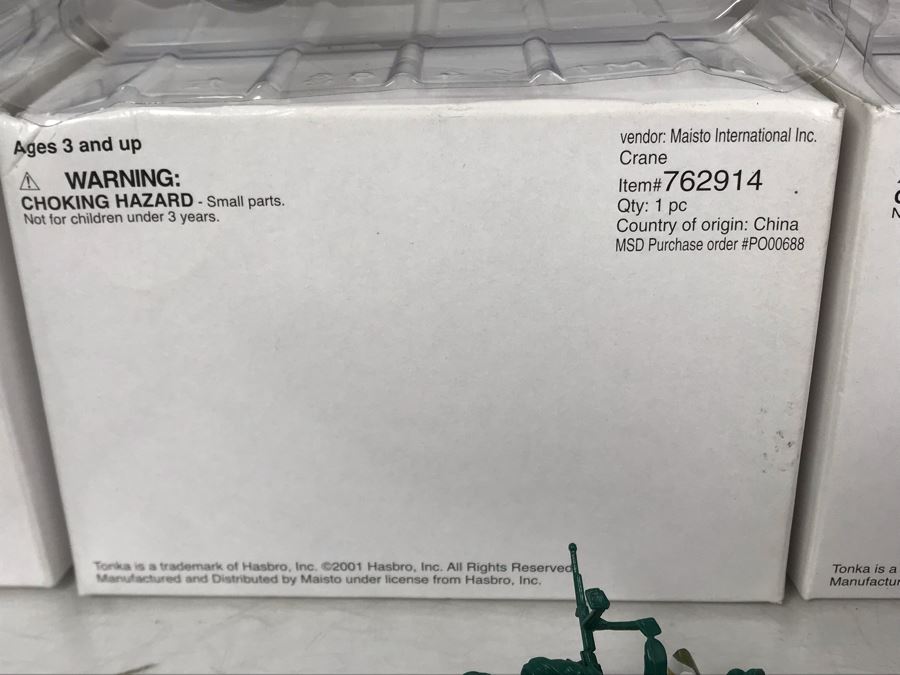 Ages 3 and up
WARNING:
CHOKING HAZARD - Small parts.
Not for children under 3 years.
vendor: Maisto International Inc.
Crane
Item#762914
Qty: 1 pc
Country of origin: China
MSD Purchase order #PO00688
Tonka is a trademark of Hasbro, Inc. ©2001 Hasbro, Inc. All Rights Reserved
Manufactured and Distributed by Maisto under license from Hasbro, Inc.
Tonka is a